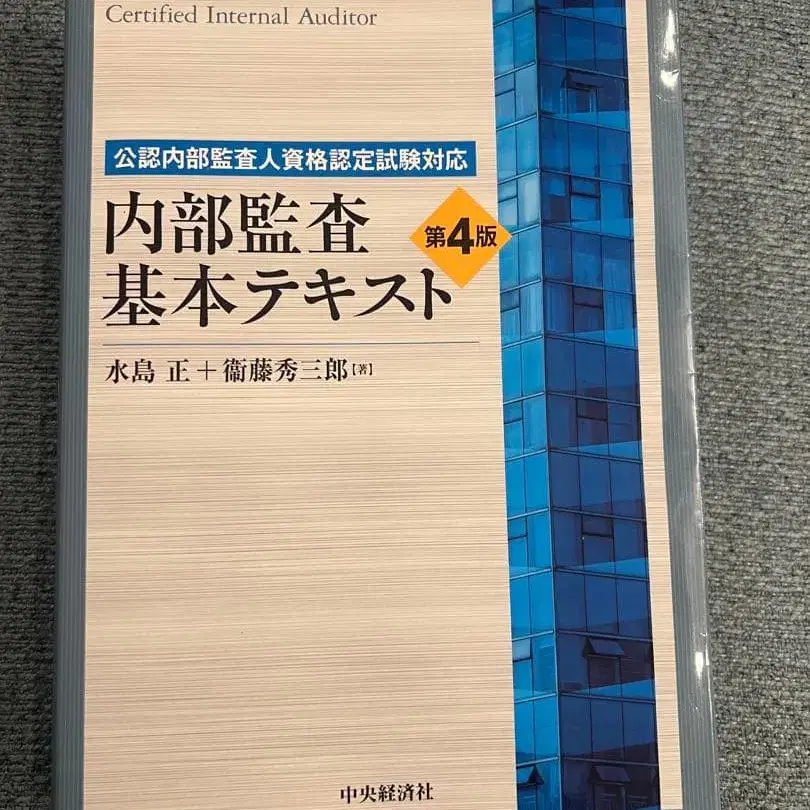 Certified Internal Auditor
公認内部監査人資格認定試験対応
内部監査
第4版
基本テキスト
水島 正＋衞藤秀三郎【著】
中央経済社